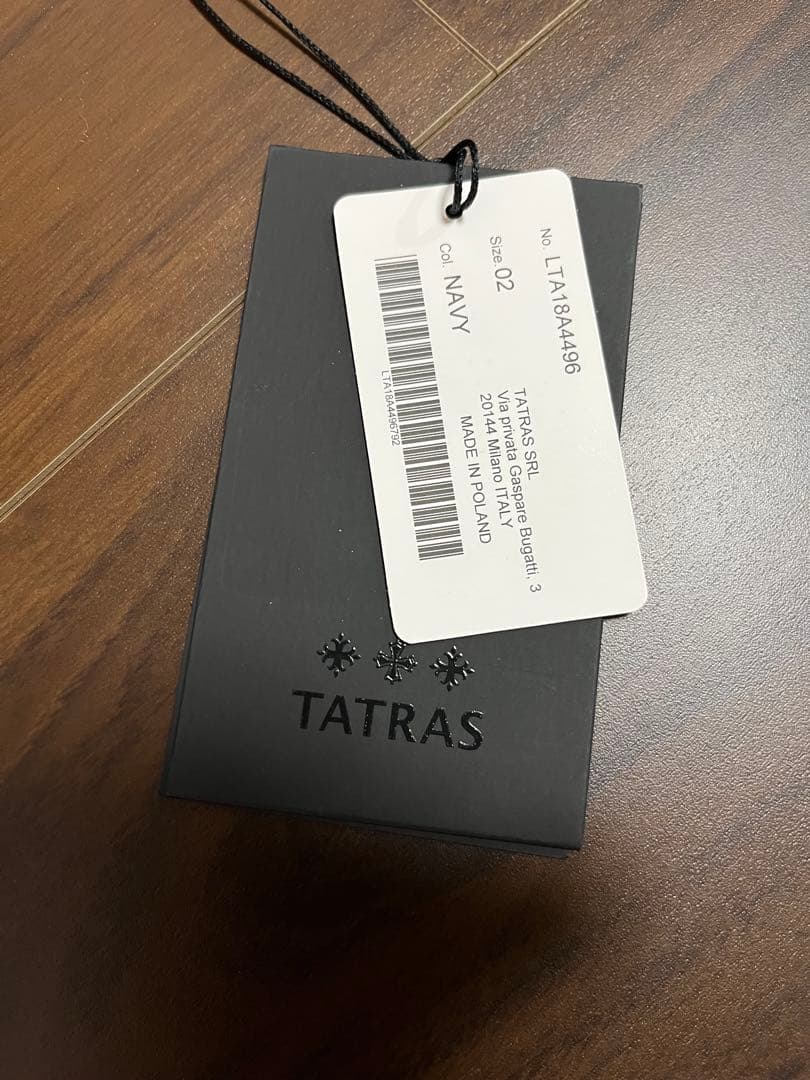 No. LTA18A4496
Size. 02
Col. NAVY
TATRAS SRL
Via privata Gaspare Bugatti, 3
20144 Milano ITALY
MADE IN POLAND
LTA18A4496792
TATRAS